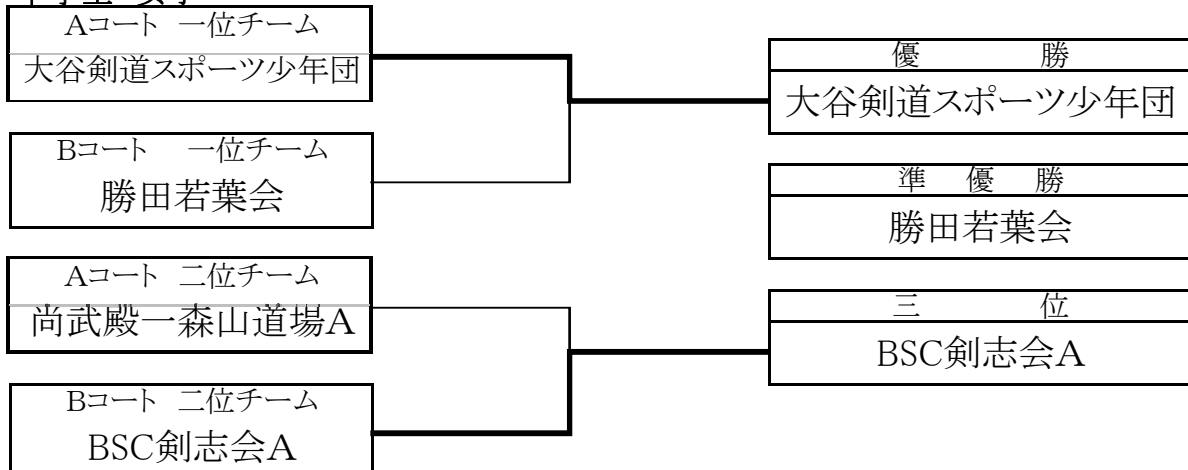 Aコート 一位チーム
大谷剣道スポーツ少年団
Bコート 一位チーム
勝田若葉会
Aコート 二位チーム
尚武殿一森山道場A
Bコート 二位チーム
BSC剣志会A
優 勝
大谷剣道スポーツ少年団
準 優 勝
勝田若葉会
三 位
BSC剣志会A